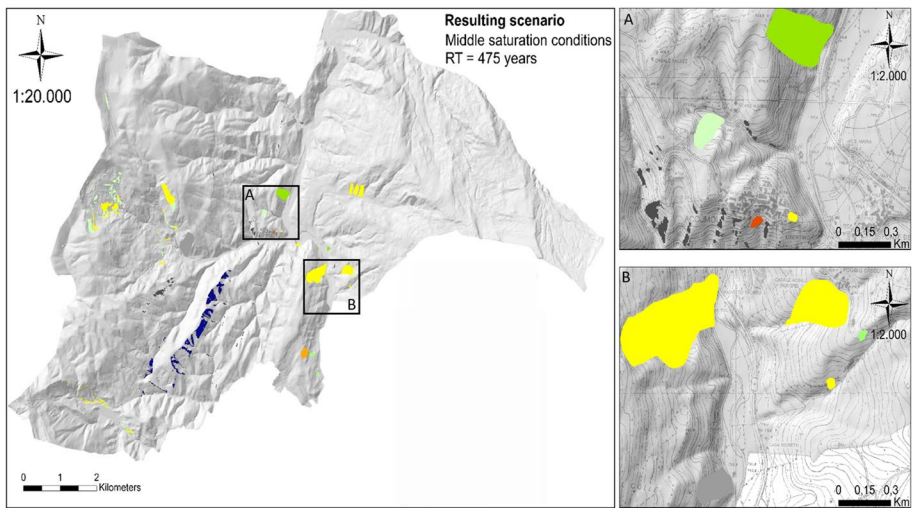 N
1:20.000
Resulting scenario
Middle saturation conditions
RT = 475 years
A
B
0 1 2
Kilometers
A
N
1:2.000
0 0.15 0.3
Km
B
N
1:2.000
0 0.15 0.3
Km